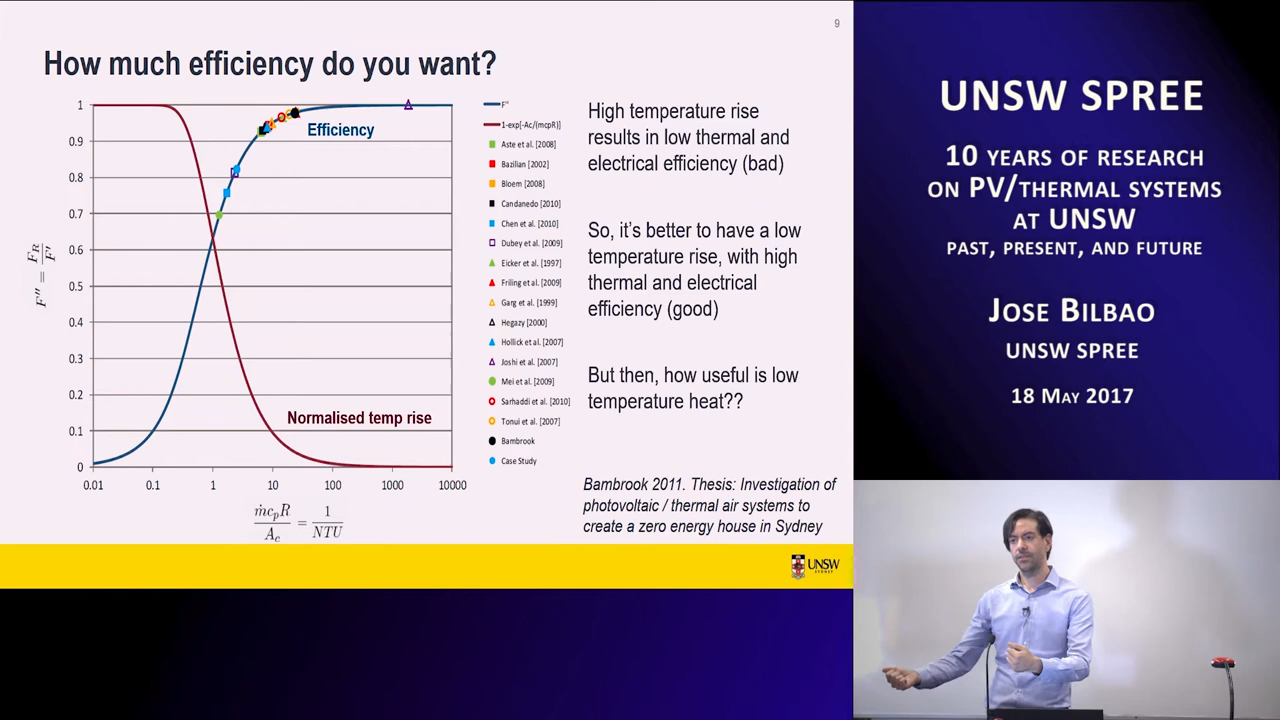 9
How much efficiency do you want?
1
0.9
0.8
0.7
0.6
0.5
0.4
0.3
0.2
0.1
0
0.01
0.1
1
10
100
1000
10000
F'' = F_R / F'
ṁc_pR / A_c = 1 / NTU
Efficiency
Normalised temp rise
F"
1-exp[-Ac/(mcpR)]
Aste et al. [2008]
Bazilian [2002]
Bloem [2008]
Candanedo [2010]
Chen et al. [2010]
Dubey et al. [2009]
Eicker et al. [1997]
Friling et al. [2009]
Garg et al. [1999]
Hegazy [2000]
Hollick et al. [2007]
Joshi et al. [2007]
Mei et al. [2009]
Sarhaddi et al. [2010]
Tonui et al. [2007]
Bambrook
Case Study
High temperature rise
results in low thermal and
electrical efficiency (bad)
So, it's better to have a low
temperature rise, with high
thermal and electrical
efficiency (good)
But then, how useful is low
temperature heat??
Bambrook 2011. Thesis: Investigation of
photovoltaic / thermal air systems to
create a zero energy house in Sydney
UNSW
SYDNEY
UNSW SPREE
10 YEARS OF RESEARCH
ON PV/THERMAL SYSTEMS
AT UNSW
PAST, PRESENT, AND FUTURE
JOSE BILBAO
UNSW SPREE
18 MAY 2017